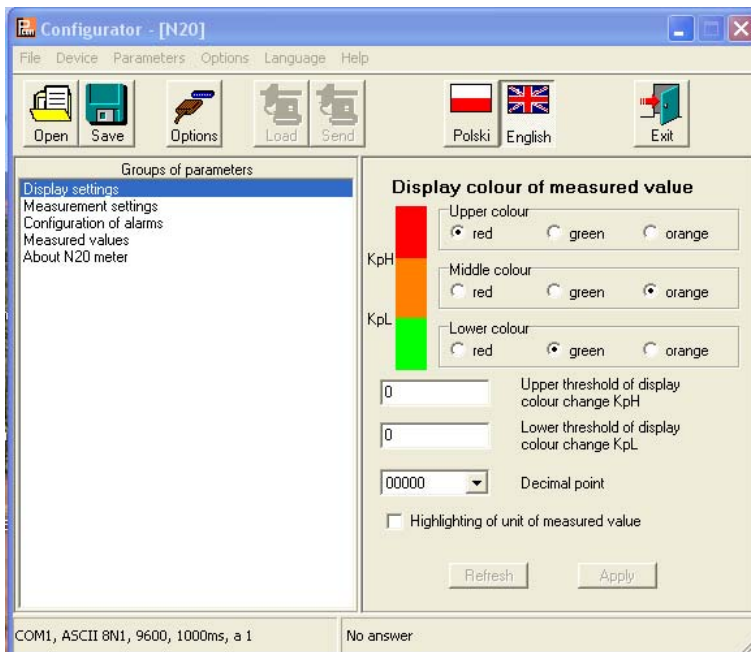 Configurator - [N20]
File Device Parameters Options Language Help
Open Save Options Load Send Polski English Exit
Groups of parameters
Display settings
Measurement settings
Configuration of alarms
Measured values
About N20 meter
Display colour of measured value
Upper colour
red green orange
KpH
Middle colour
red green orange
KpL
Lower colour
red green orange
0 Upper threshold of display
colour change KpH
0 Lower threshold of display
colour change KpL
00000 Decimal point
Highlighting of unit of measured value
Refresh Apply
COM1, ASCII 8N1, 9600, 1000ms, a 1 No answer